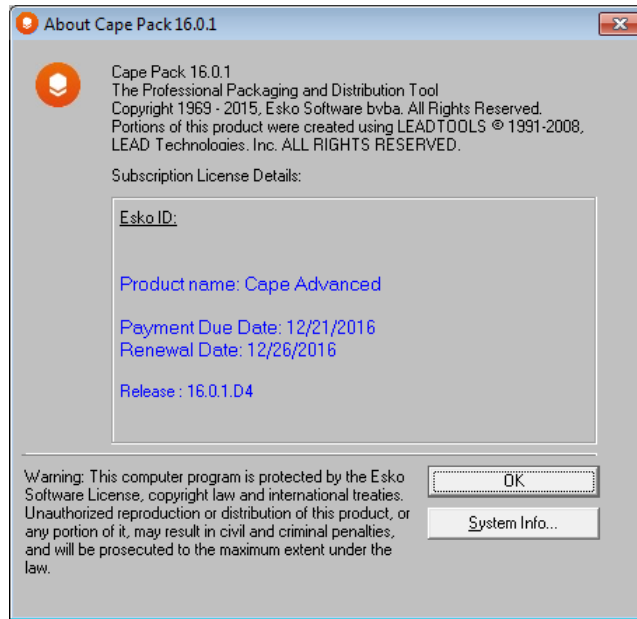 About Cape Pack 16.0.1
Cape Pack 16.0.1
The Professional Packaging and Distribution Tool
Copyright 1969 - 2015, Esko Software bvba. All Rights Reserved.
Portions of this product were created using LEADTOOLS © 1991-2008,
LEAD Technologies. Inc. ALL RIGHTS RESERVED.
Subscription License Details:
Esko ID:
Product name: Cape Advanced
Payment Due Date: 12/21/2016
Renewal Date: 12/26/2016
Release : 16.0.1.D4
Warning: This computer program is protected by the Esko
Software License, copyright law and international treaties.
Unauthorized reproduction or distribution of this product, or
any portion of it, may result in civil and criminal penalties,
and will be prosecuted to the maximum extent under the
law.
OK
System Info...